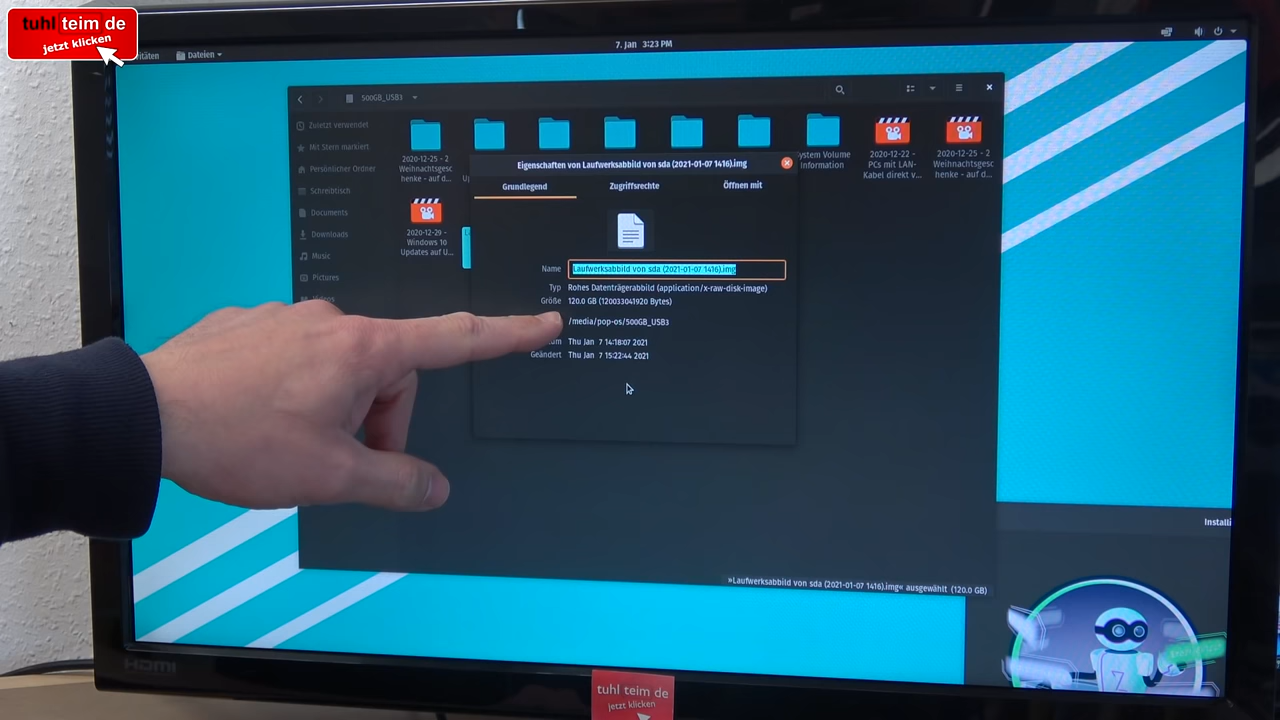 tuhl teim de
jetzt klicken
Dateien
7. Jan 3:23 PM
500GB_USB3
Zuletzt verwendet
Mit Stern markiert
Persönlicher Ordner
Schreibtisch
Documents
Downloads
Music
Pictures
2020-12-25 - 2
Weihnachtsgesc
henke - auf d...
2020-12-29 -
Windows 10
Updates auf U...
Information
2020-12-22 -
PCs mit LAN-
Kabel direkt v...
2020-12-25 - 2
Weihnachtsgesc
henke - auf d...
Eigenschaften von Laufwerksabbild von sda (2021-01-07 1416).img
Grundlegend
Zugriffsrechte
Öffnen mit
Name Laufwerksabbild von sda (2021-01-07 1416).img
Typ Rohes Datenträgerabbild (application/x-raw-disk-image)
Größe 120.0 GB (120033041920 Bytes)
/media/pop-os/500GB_USB3
Thu Jan 7 14:18:07 2021
Geändert Thu Jan 7 15:22:44 2021
»Laufwerksabbild von sda (2021-01-07 1416).img« ausgewählt (120.0 GB)
HDMI
tuhl teim de
jetzt klicken